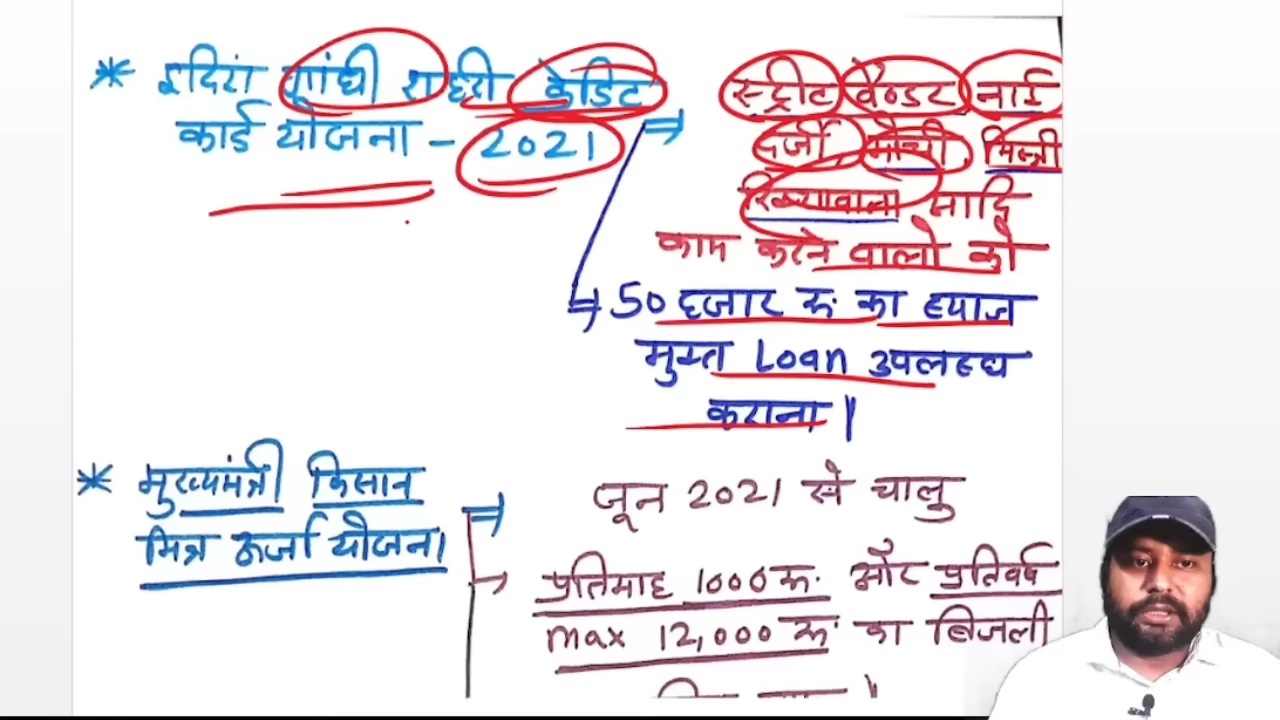 * इंदिरा गांधी शहरी क्रेडिट
कार्ड योजना - 2021
स्ट्रीट वैण्डर नाई
दर्जी मोची मिस्त्री
रिक्शावाला आदि
काम करने वालो को
50 हजार रू. का ब्याज
मुक्त Loan उपलब्ध
कराना।
* मुख्यमंत्री किसान
मित्र ऊर्जा योजना
जून 2021 से चालु
प्रतिमाह 1000 रू. और प्रतिवर्ष
max 12,000 रू का बिजली